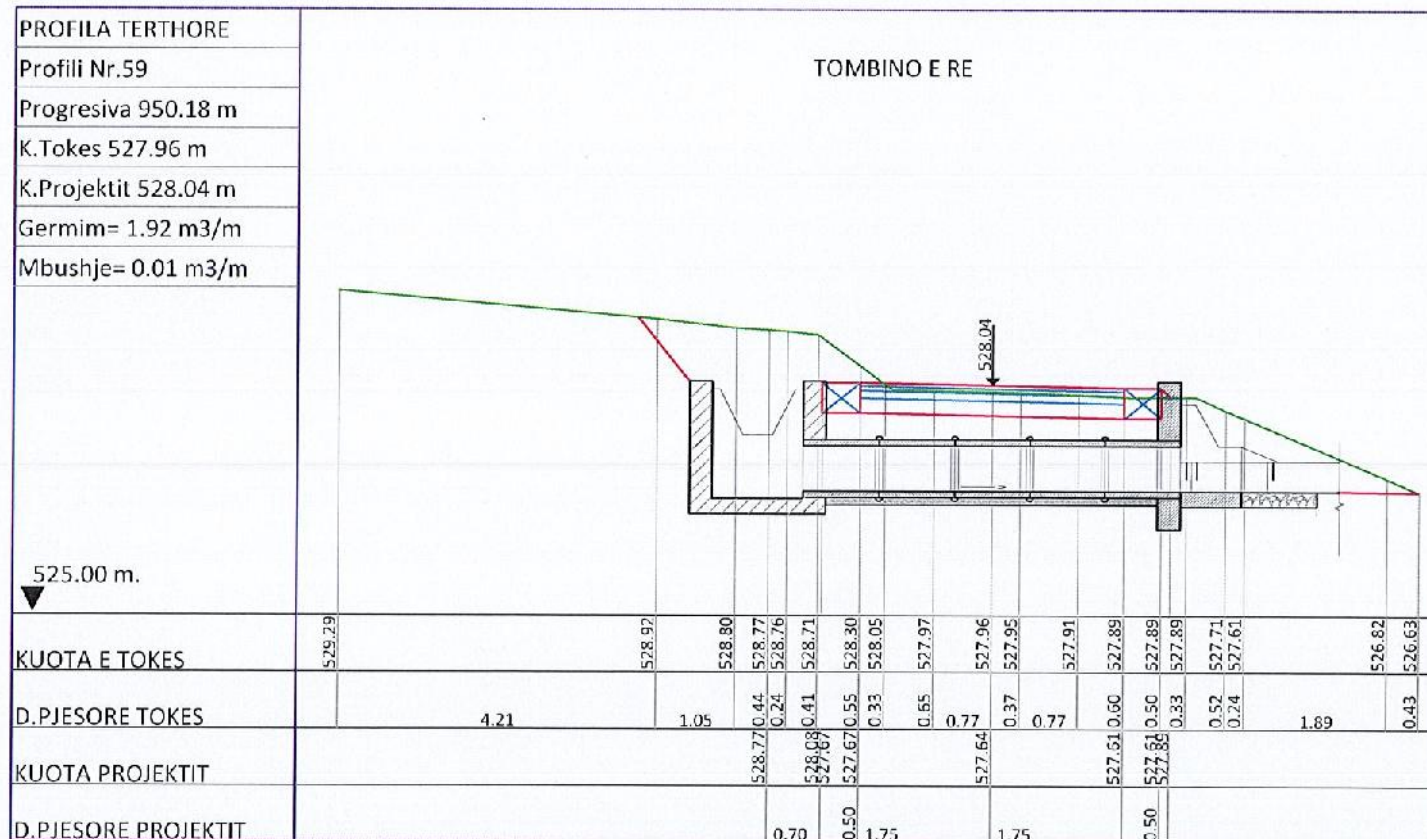 PROFILA TERTHORE
Profili Nr.59
Progresiva 950.18 m
K.Tokes 527.96 m
K.Projektit 528.04 m
Germim= 1.92 m3/m
Mbushje= 0.01 m3/m
TOMBINO E RE
528.04
525.00 m.
KUOTA E TOKES 529.29 528.92 528.80 528.77 528.76 528.71 528.30 528.05 527.97 527.96 527.95 527.91 527.89 527.89 527.89 527.71 527.61 526.82 526.63
D.PJESORE TOKES 4.21 1.05 0.44 0.24 0.41 0.55 0.33 0.65 0.77 0.37 0.77 0.60 0.50 0.33 0.52 0.24 1.89 0.43
KUOTA PROJEKTIT 528.77 528.08 527.67 527.67 527.64 527.61 527.61
D.PJESORE PROJEKTIT 0.70 0.50 1.75 1.75 0.50